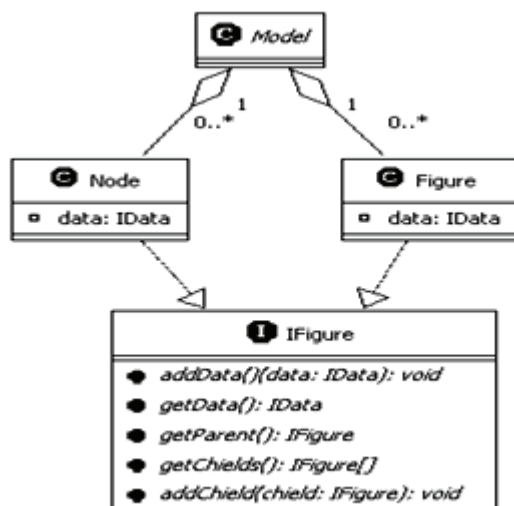 C Model
1 1
0..* 0..*
C Node
data: IData
C Figure
data: IData
I IFigure
addData()(data: IData): void
getData(): IData
getParent(): IFigure
getChields(): IFigure[]
addChield(chield: IFigure): void